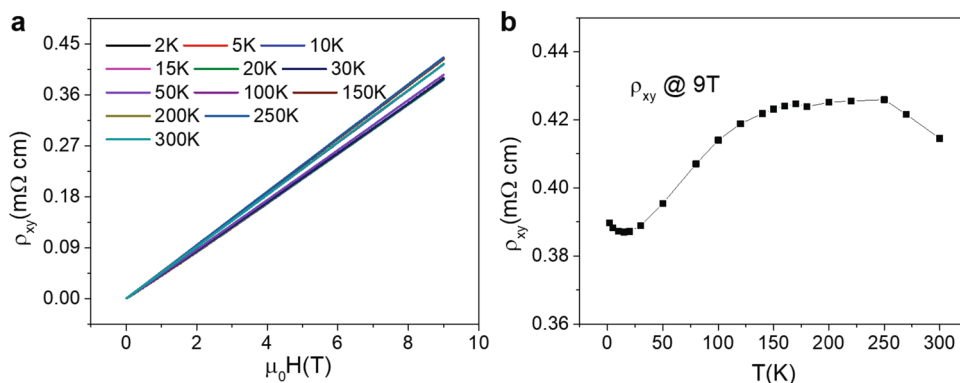 a
ρxy(mΩ cm)
0.45
0.36
0.27
0.18
0.09
0.00
2K 5K 10K
15K 20K 30K
50K 100K 150K
200K 250K
300K
0 2 4 6 8 10
μ0H(T)
b
ρxy(mΩ cm)
0.44
0.42
0.40
0.38
0.36
ρxy @ 9T
0 50 100 150 200 250 300
T(K)